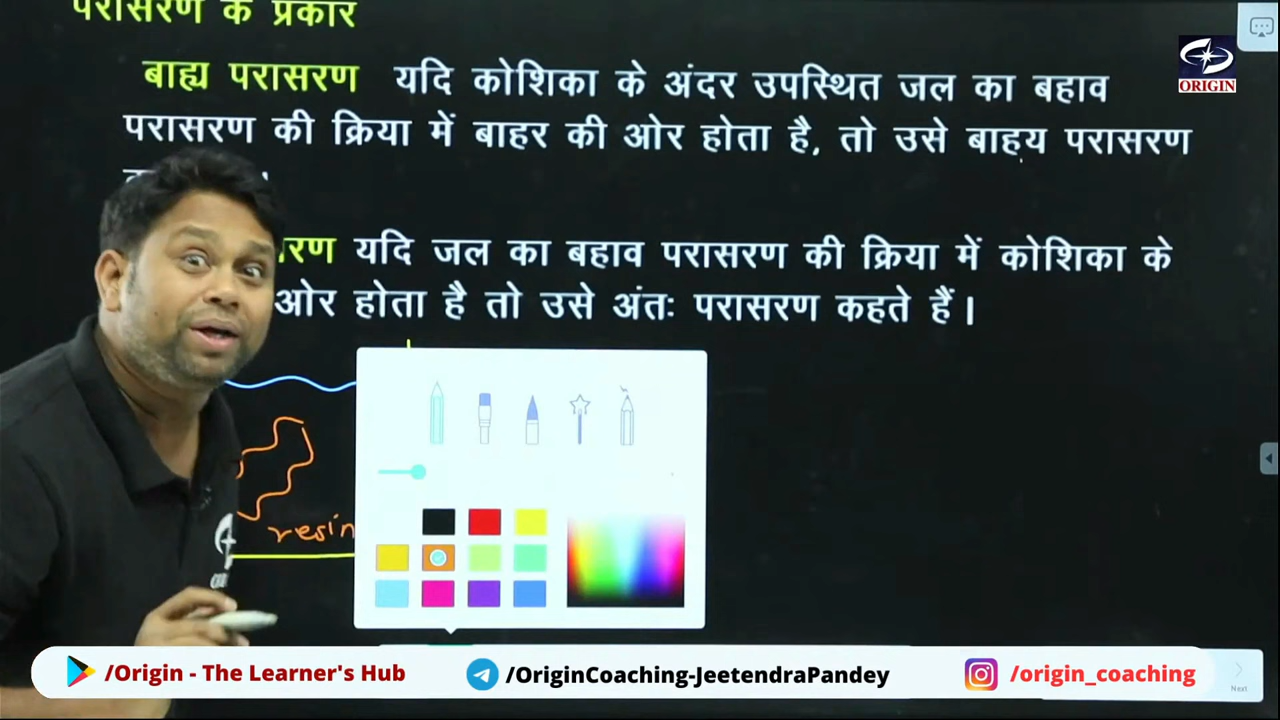 परासरण के प्रकार
बाह्य परासरण यदि कोशिका के अंदर उपस्थित जल का बहाव
परासरण की क्रिया में बाहर की ओर होता है, तो उसे बाहय परासरण
रण यदि जल का बहाव परासरण की क्रिया में कोशिका के
ओर होता है तो उसे अंतः परासरण कहते हैं ।
resin
ORIGIN
/Origin - The Learner's Hub
/OriginCoaching-JeetendraPandey
/origin_coaching
Next